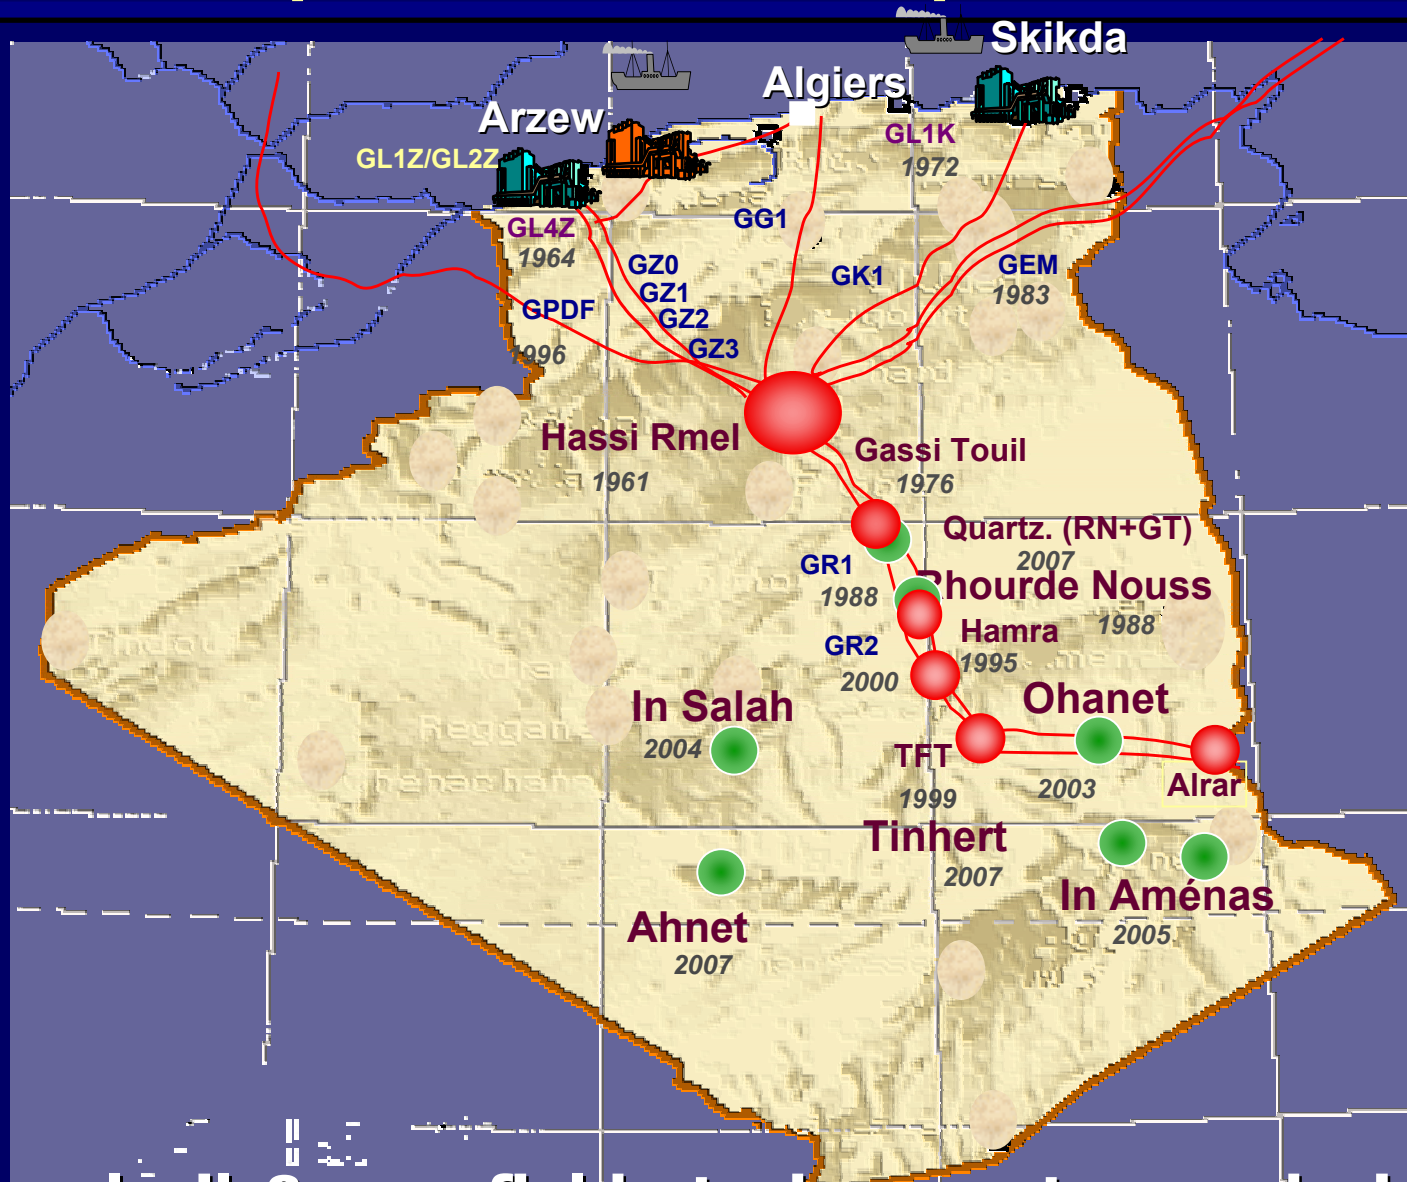 Skikda
Algiers
Arzew
GL1K
GL1Z/GL2Z
1972
GG1
GL4Z
1964
GZ0
GEM
GK1
GZ1
1983
GPDF
GZ2
GZ3
1996
Hassi Rmel
Gassi Touil
1961
1976
Quartz. (RN+GT)
2007
GR1
Rhourde Nouss
1988
1988
Hamra
GR2
1995
2000
Ohanet
In Salah
2004
TFT
Alrar
2003
1999
Tinhert
2007
In Aménas
Ahnet
2005
2007